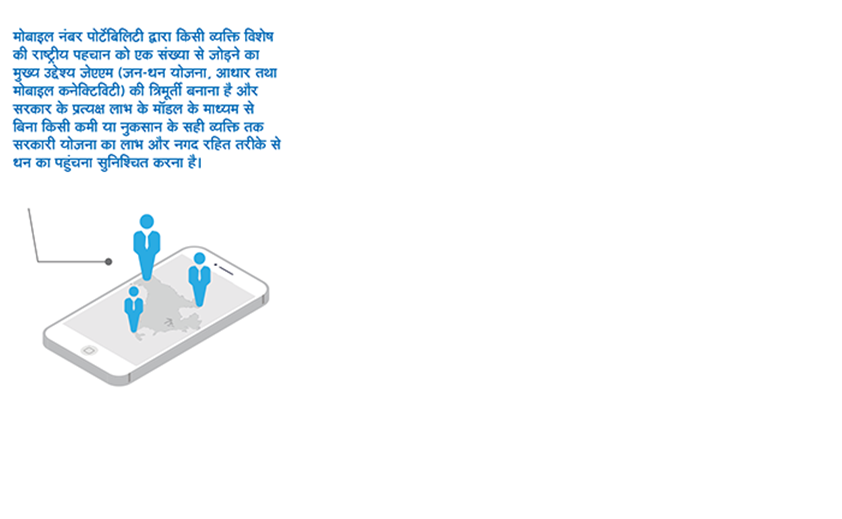 मोबाइल नंबर पोर्टेबिलिटी द्वारा किसी व्यक्ति विशेष
की राष्ट्रीय पहचान को एक संख्या से जोड़ने का
मुख्य उद्देश्य जेएएम (जन-धन योजना, आधार तथा
मोबाइल कनेक्टिविटी) की त्रिमूर्ती बनाना है और
सरकार के प्रत्यक्ष लाभ के मॉडल के माध्यम से
बिना किसी कमी या नुकसान के सही व्यक्ति तक
सरकारी योजना का लाभ और नगद रहित तरीके से
धन का पहुंचना सुनिश्चित करना है।